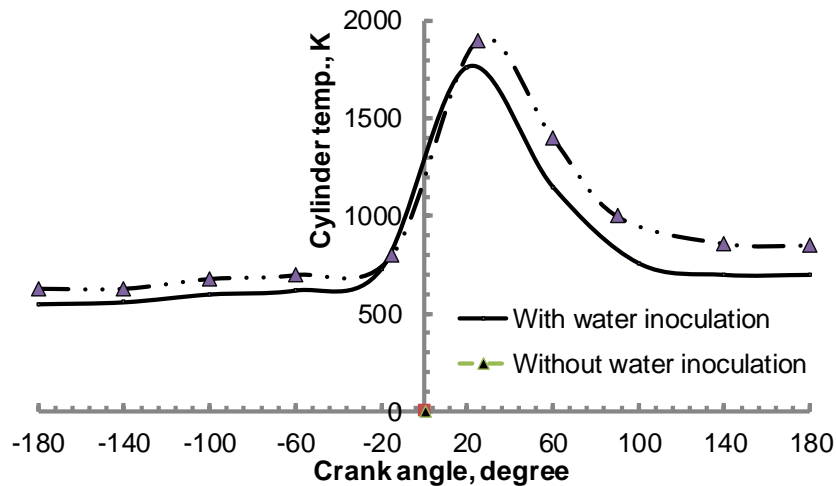 2000
1500
1000
500
0
Cylinder temp., K
With water inoculation
Without water inoculation
-180 -140 -100 -60 -20 20 60 100 140 180
Crank angle, degree